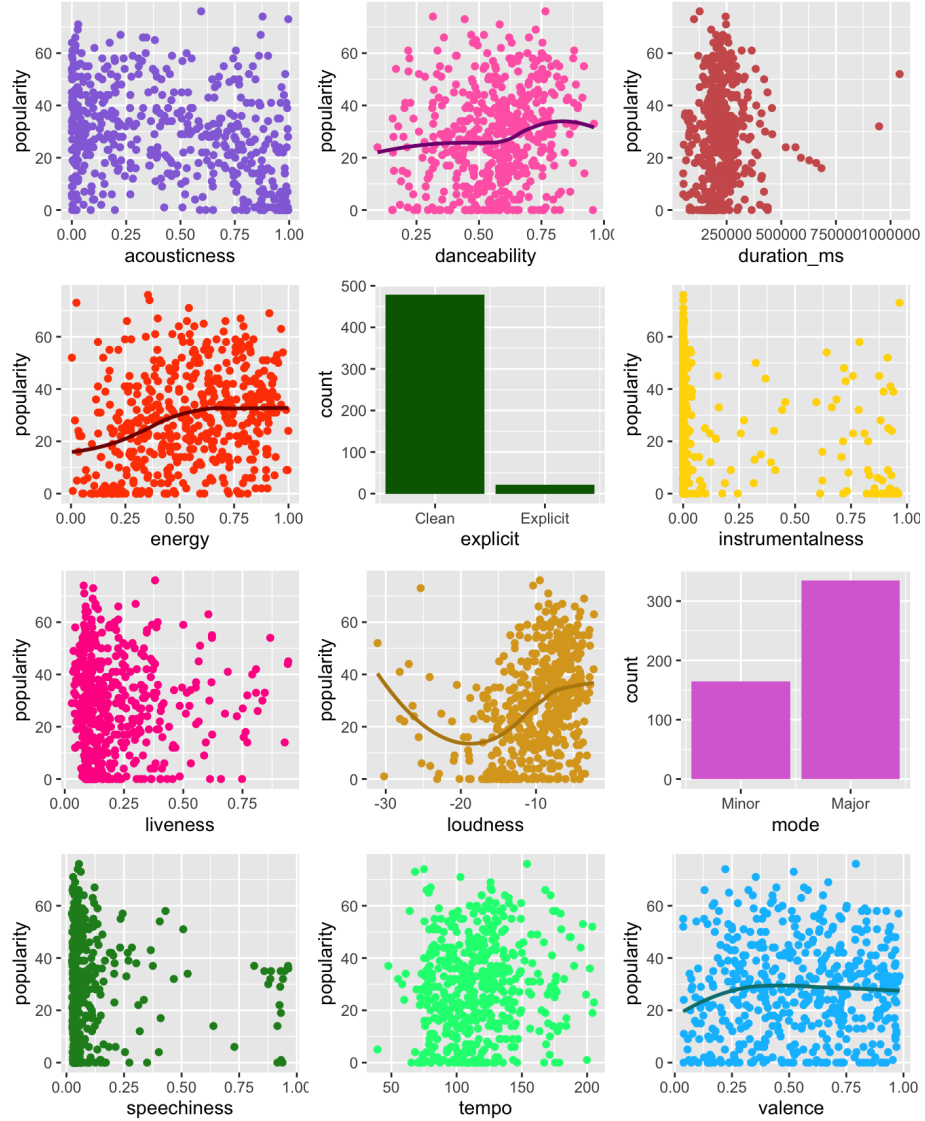 popularity
60
40
20
0
0.00 0.25 0.50 0.75 1.00
acousticness
popularity
60
40
20
0
0.25 0.50 0.75 1.00
danceability
popularity
60
40
20
0
250000 500000 750000 1000000
duration_ms
popularity
60
40
20
0
0.00 0.25 0.50 0.75 1.00
energy
count
500
400
300
200
100
0
Clean Explicit
explicit
popularity
60
40
20
0
0.00 0.25 0.50 0.75 1.00
instrumentalness
popularity
60
40
20
0
0.00 0.25 0.50 0.75
liveness
popularity
60
40
20
0
-30 -20 -10
loudness
count
300
200
100
0
Minor Major
mode
popularity
60
40
20
0
0.00 0.25 0.50 0.75 1.00
speechiness
popularity
60
40
20
0
50 100 150 200
tempo
popularity
60
40
20
0
0.00 0.25 0.50 0.75 1.00
valence